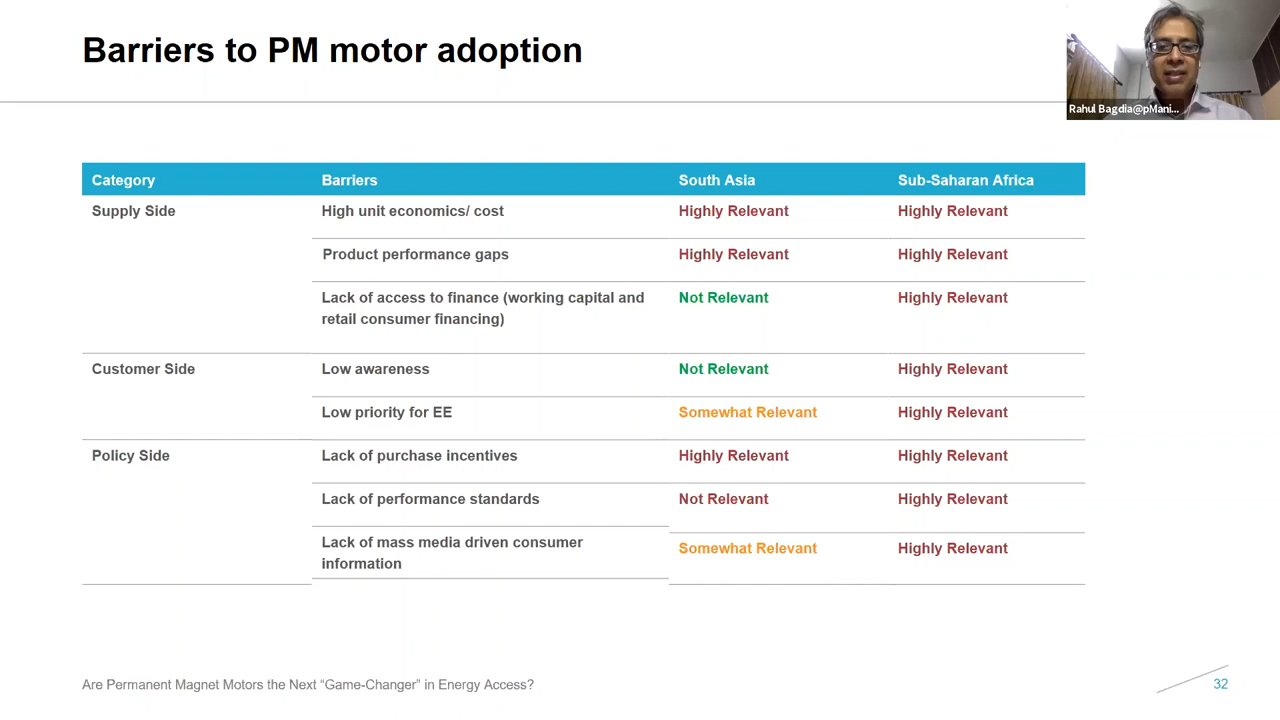 Barriers to PM motor adoption
Rahul Bagdia@pMani...
Category Barriers South Asia Sub-Saharan Africa
Supply Side High unit economics/ cost Highly Relevant Highly Relevant
Product performance gaps Highly Relevant Highly Relevant
Lack of access to finance (working capital and Not Relevant Highly Relevant
retail consumer financing)
Customer Side Low awareness Not Relevant Highly Relevant
Low priority for EE Somewhat Relevant Highly Relevant
Policy Side Lack of purchase incentives Highly Relevant Highly Relevant
Lack of performance standards Not Relevant Highly Relevant
Lack of mass media driven consumer Somewhat Relevant Highly Relevant
information
Are Permanent Magnet Motors the Next “Game-Changer” in Energy Access?
32